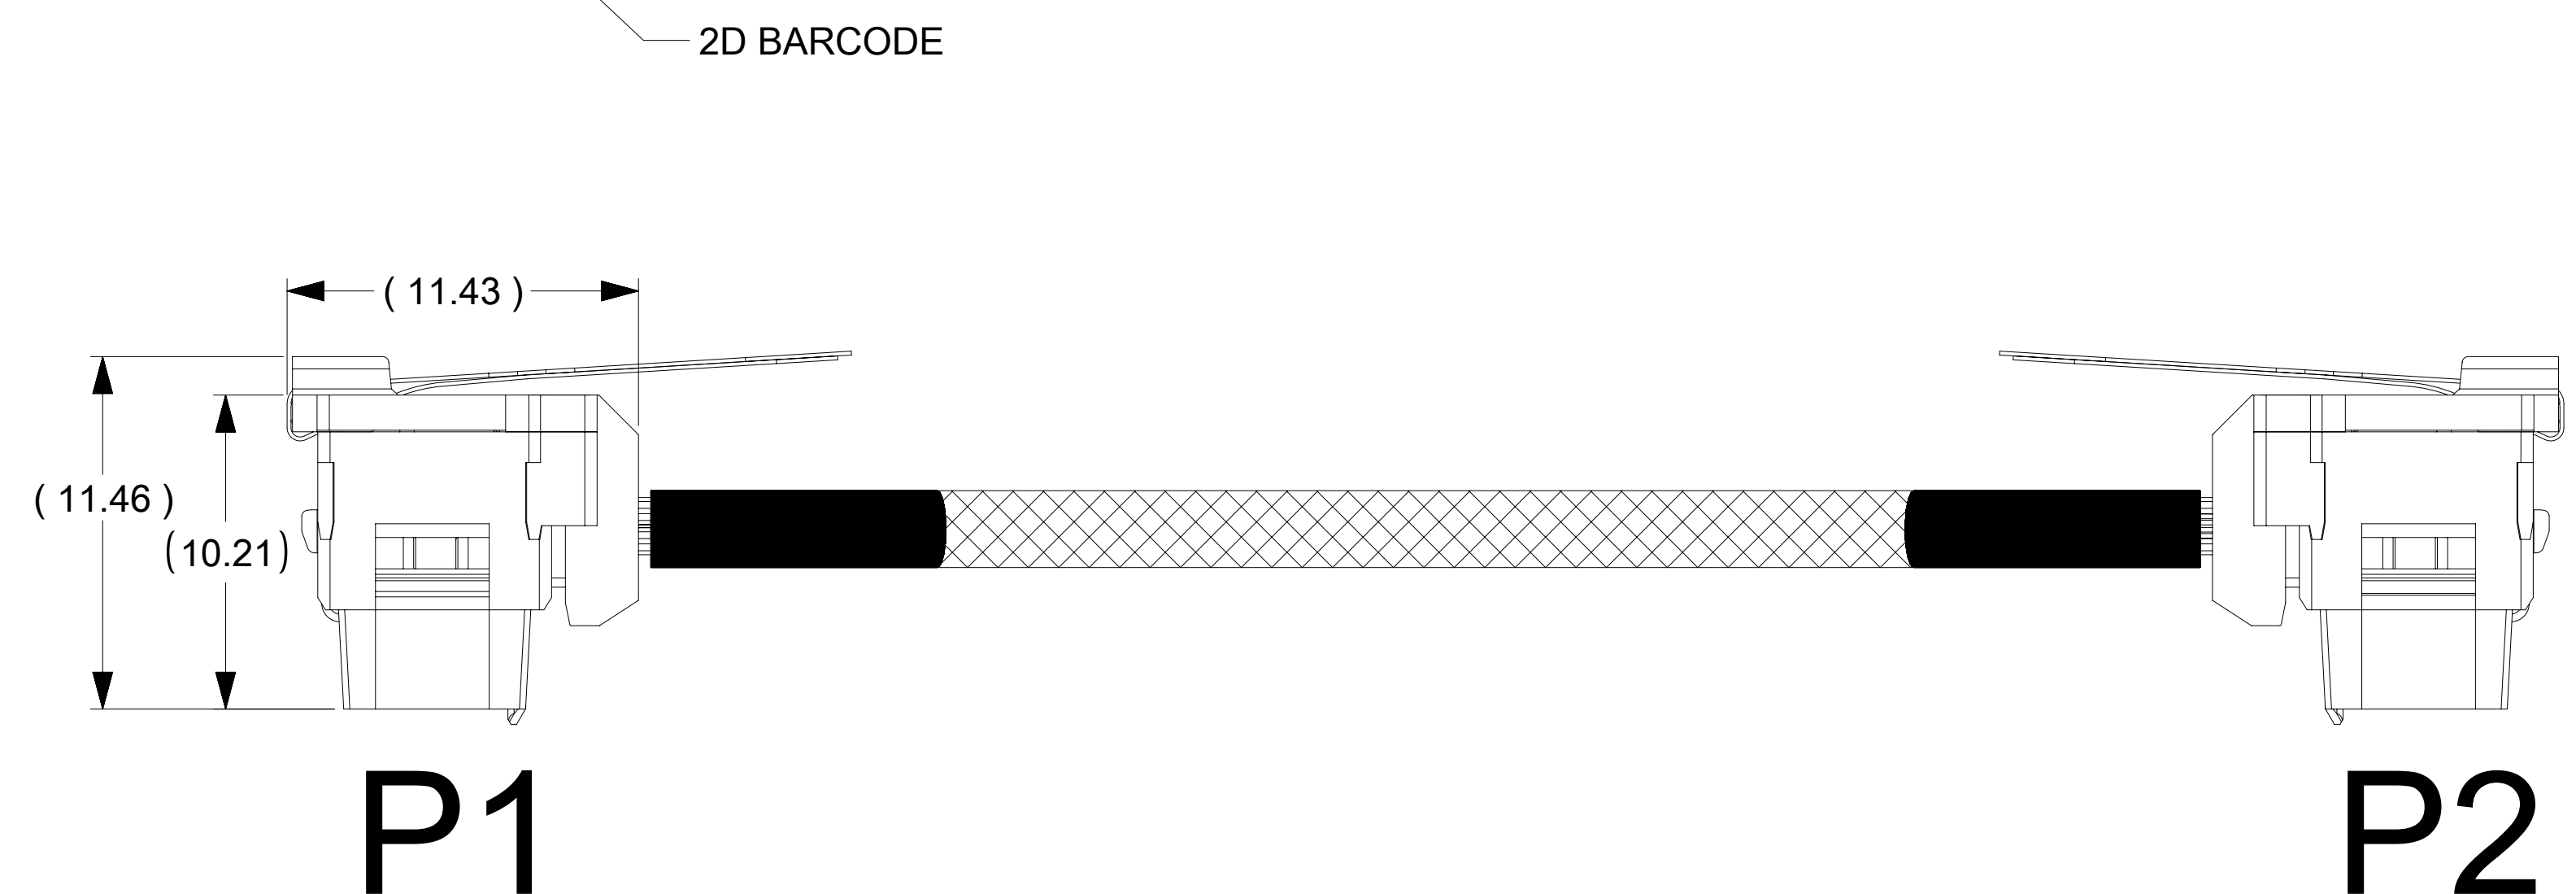 2D BARCODE
( 11.43 )
( 11.46 )
(10.21)
P1
P2